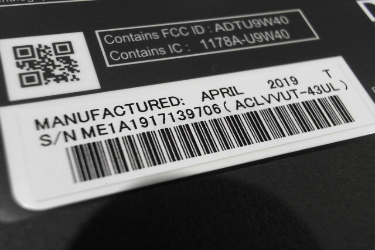 Contains FCC ID : ADTU9W40
Contains IC : 1178A-U9W40
MANUFACTURED: APRIL 2019 T
S/N ME1A1917139706 ( ACLVVUT-43UL )